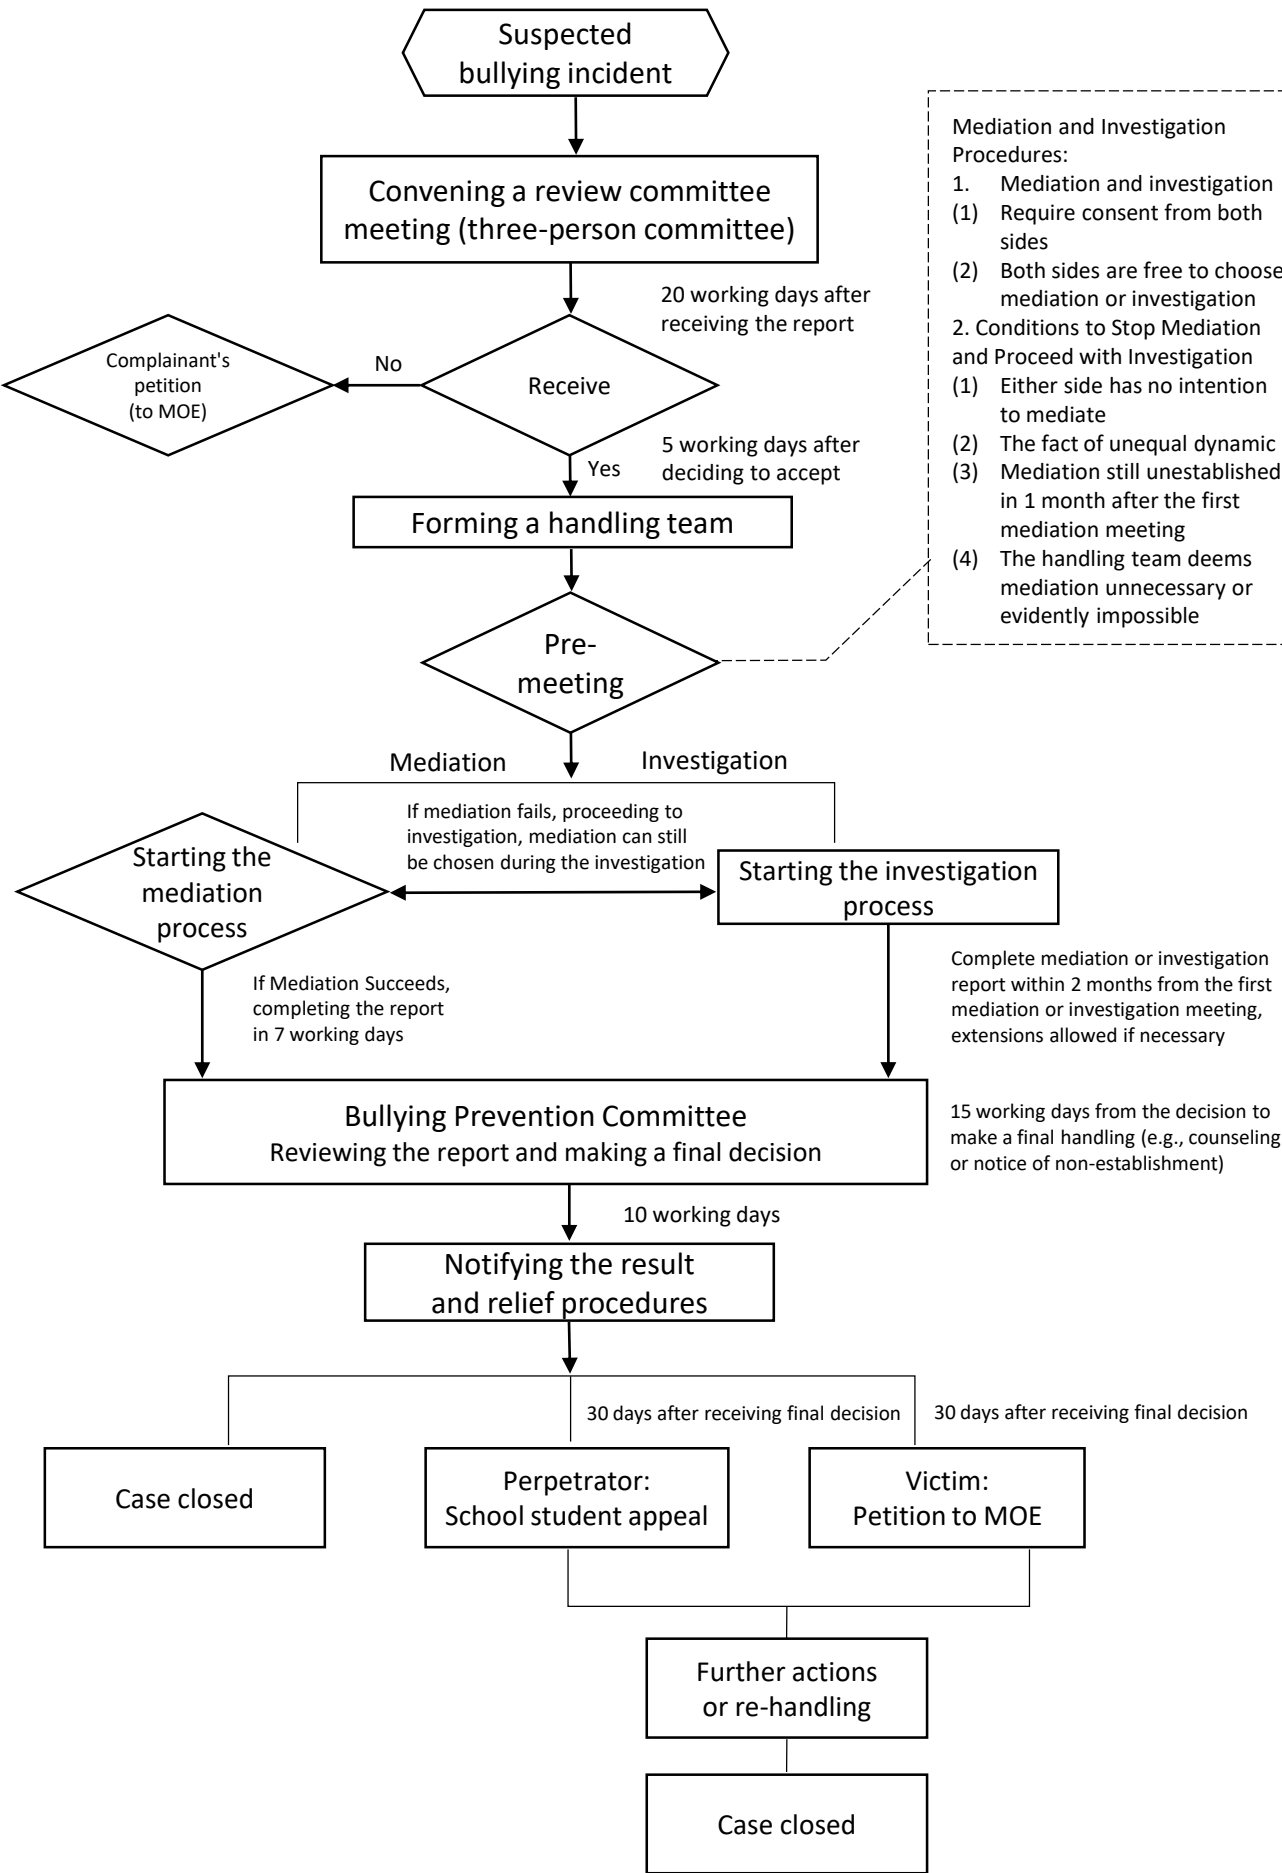 Suspected
bullying incident
Convening a review committee
meeting (three-person committee)
20 working days after
receiving the report
Complainant's
petition
(to MOE)
No
Receive
5 working days after
deciding to accept
Yes
Forming a handling team
Pre-
meeting
Mediation and Investigation
Procedures:
1. Mediation and investigation
(1) Require consent from both
sides
(2) Both sides are free to choose
mediation or investigation
2. Conditions to Stop Mediation
and Proceed with Investigation
(1) Either side has no intention
to mediate
(2) The fact of unequal dynamic
(3) Mediation still unestablished
in 1 month after the first
mediation meeting
(4) The handling team deems
mediation unnecessary or
evidently impossible
Mediation
Investigation
If mediation fails, proceeding to
investigation, mediation can still
be chosen during the investigation
Starting the
mediation
process
Starting the investigation
process
If Mediation Succeeds,
completing the report
in 7 working days
Complete mediation or investigation
report within 2 months from the first
mediation or investigation meeting,
extensions allowed if necessary
Bullying Prevention Committee
Reviewing the report and making a final decision
15 working days from the decision to
make a final handling (e.g., counseling
or notice of non-establishment)
10 working days
Notifying the result
and relief procedures
30 days after receiving final decision
30 days after receiving final decision
Case closed
Perpetrator:
School student appeal
Victim:
Petition to MOE
Further actions
or re-handling
Case closed